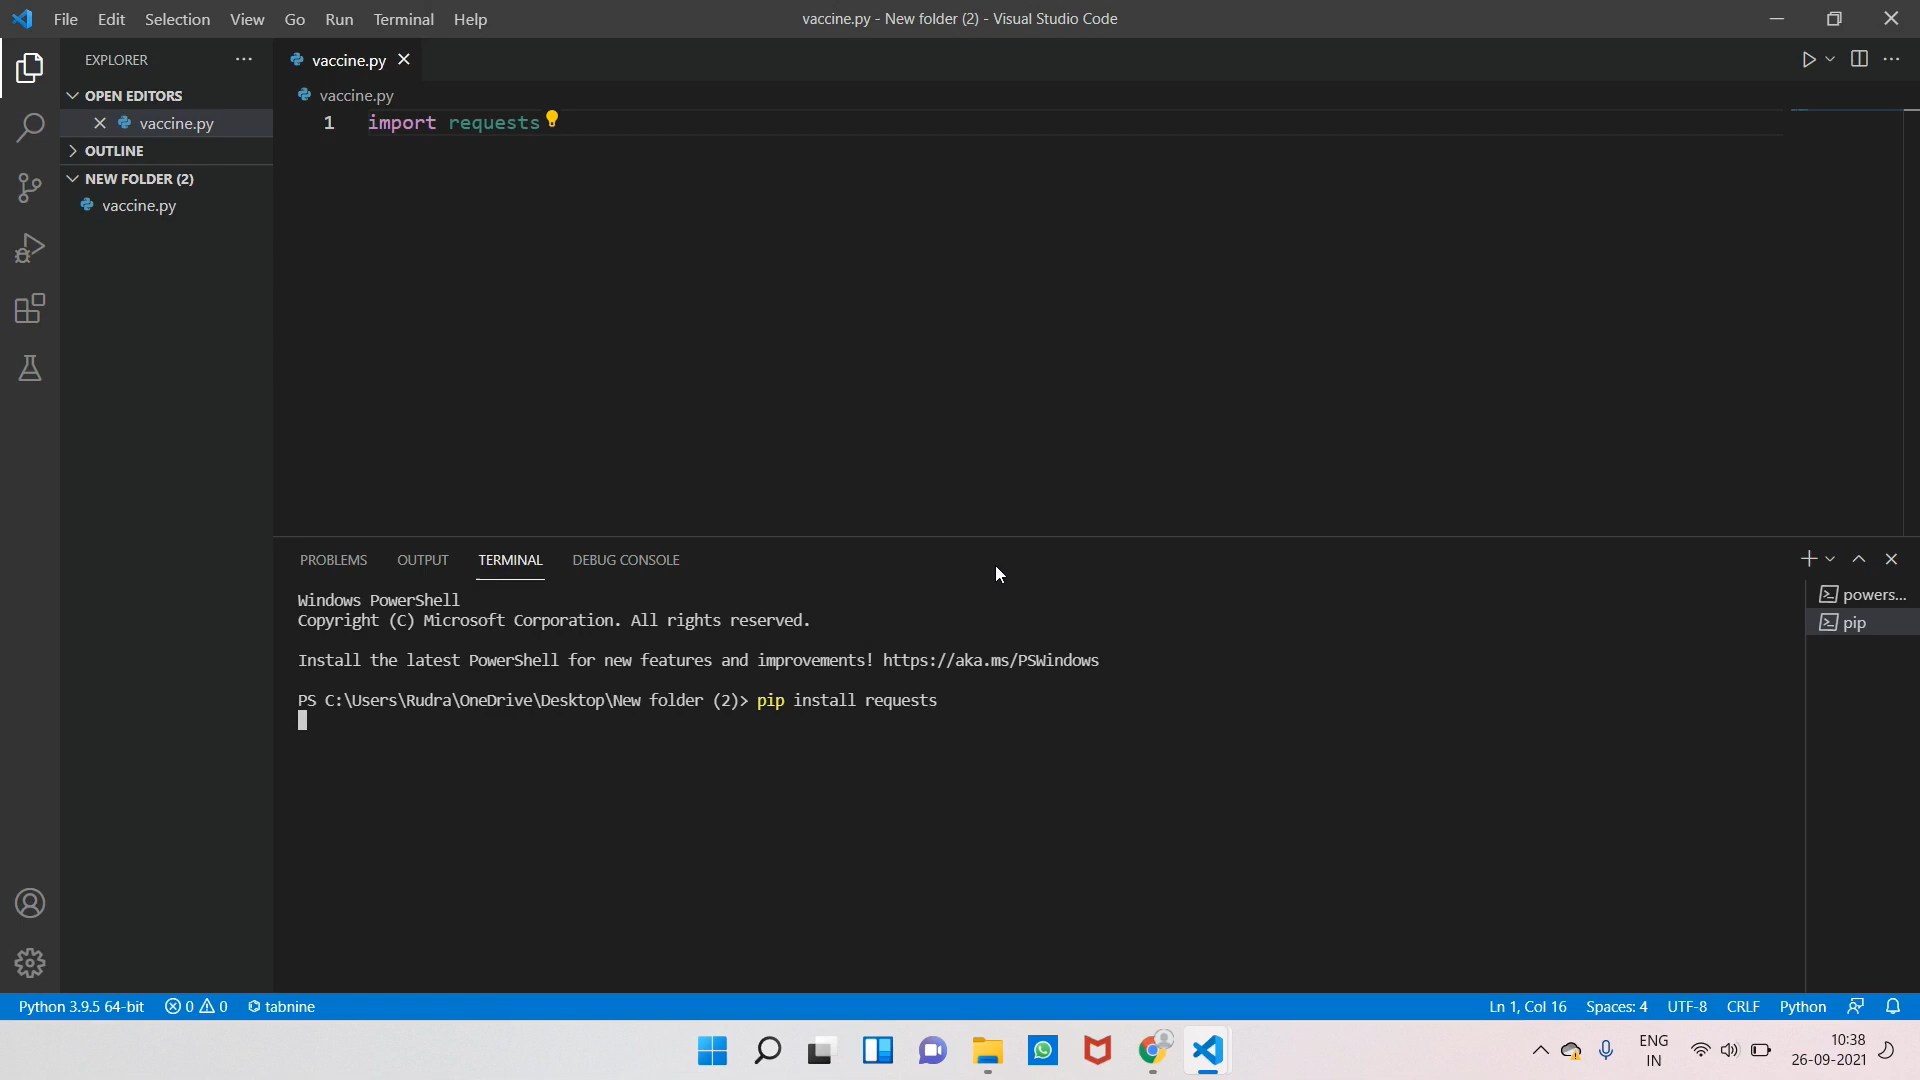 File Edit Selection View Go Run Terminal Help
vaccine.py - New folder (2) - Visual Studio Code
EXPLORER
vaccine.py
OPEN EDITORS
vaccine.py
vaccine.py
1 import requests
OUTLINE
NEW FOLDER (2)
vaccine.py
PROBLEMS OUTPUT TERMINAL DEBUG CONSOLE
Windows PowerShell
Copyright (C) Microsoft Corporation. All rights reserved.
Install the latest PowerShell for new features and improvements! https://aka.ms/PSWindows
PS C:\Users\Rudra\OneDrive\Desktop\New folder (2)> pip install requests
powers...
pip
Python 3.9.5 64-bit 0 0 tabnine Ln 1, Col 16 Spaces: 4 UTF-8 CRLF Python
ENG
IN
10:38
26-09-2021